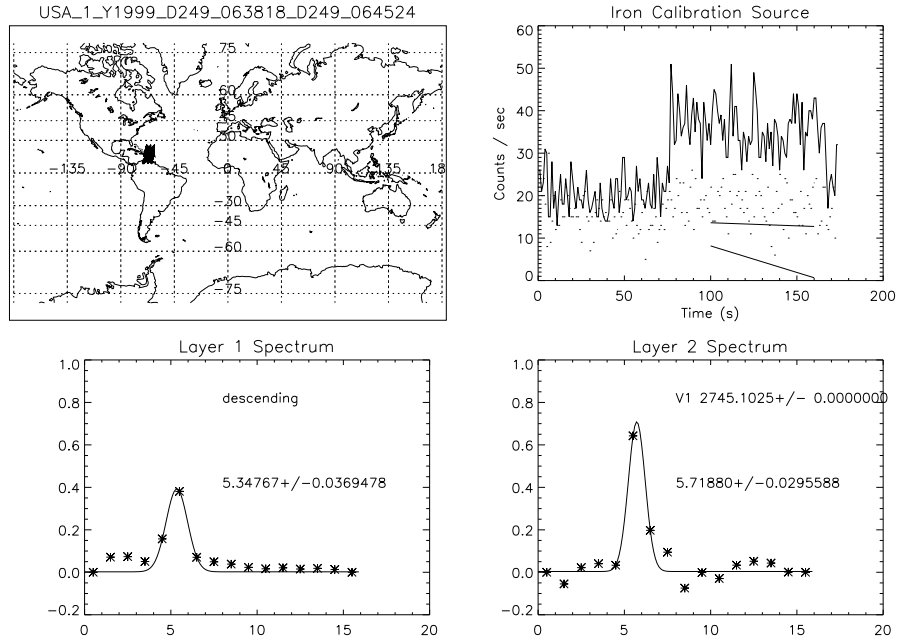 USA_1_Y1999_D249_063818_D249_064524
75
60
-135 -90 -45 0 45 90 135 18
-30
-45
-60
-75
Iron Calibration Source
60
50
40
30
20
10
0
Counts / sec
0 50 100 150 200
Time (s)
Layer 1 Spectrum
1.0
0.8
0.6
0.4
0.2
0.0
-0.2
descending
5.34767+/-0.0369478
0 5 10 15 20
Layer 2 Spectrum
1.0
0.8
0.6
0.4
0.2
0.0
-0.2
V1 2745.1025+/- 0.0000000
5.71880+/-0.0295588
0 5 10 15 20